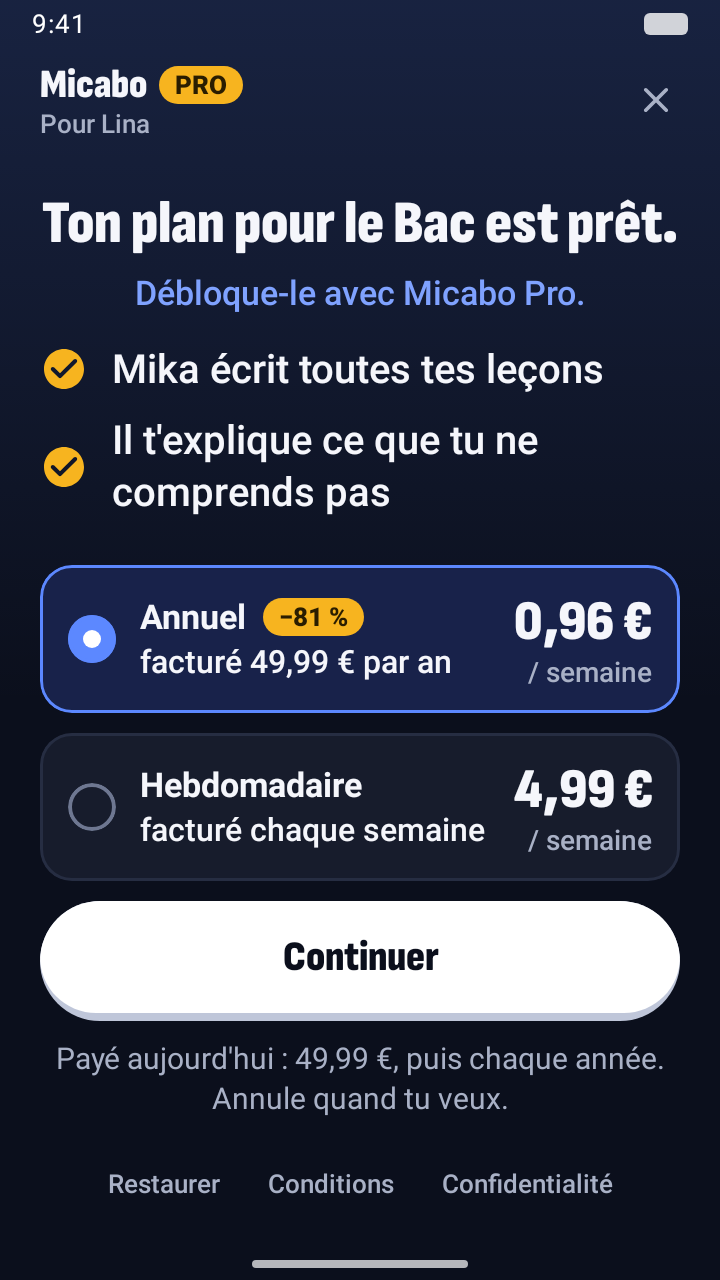 9:41
Micabo PRO
Pour Lina
Ton plan pour le Bac est prêt.
Débloque-le avec Micabo Pro.
Mika écrit toutes tes leçons
Il t'explique ce que tu ne
comprends pas
Annuel −81 %
facturé 49,99 € par an
0,96 €
/ semaine
Hebdomadaire
facturé chaque semaine
4,99 €
/ semaine
Continuer
Payé aujourd'hui : 49,99 €, puis chaque année.
Annule quand tu veux.
Restaurer Conditions Confidentialité